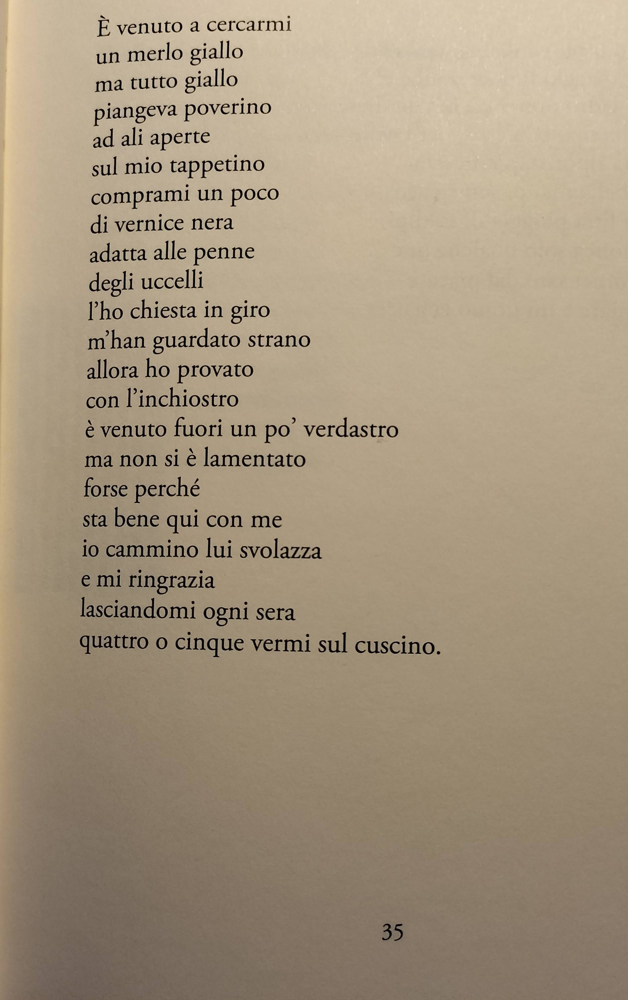 È venuto a cercarmi
un merlo giallo
ma tutto giallo
piangeva poverino
ad ali aperte
sul mio tappetino
comprami un poco
di vernice nera
adatta alle penne
degli uccelli
l’ho chiesta in giro
m’han guardato strano
allora ho provato
con l’inchiostro
è venuto fuori un po’ verdastro
ma non si è lamentato
forse perché
sta bene qui con me
io cammino lui svolazza
e mi ringrazia
lasciandomi ogni sera
quattro o cinque vermi sul cuscino.
35